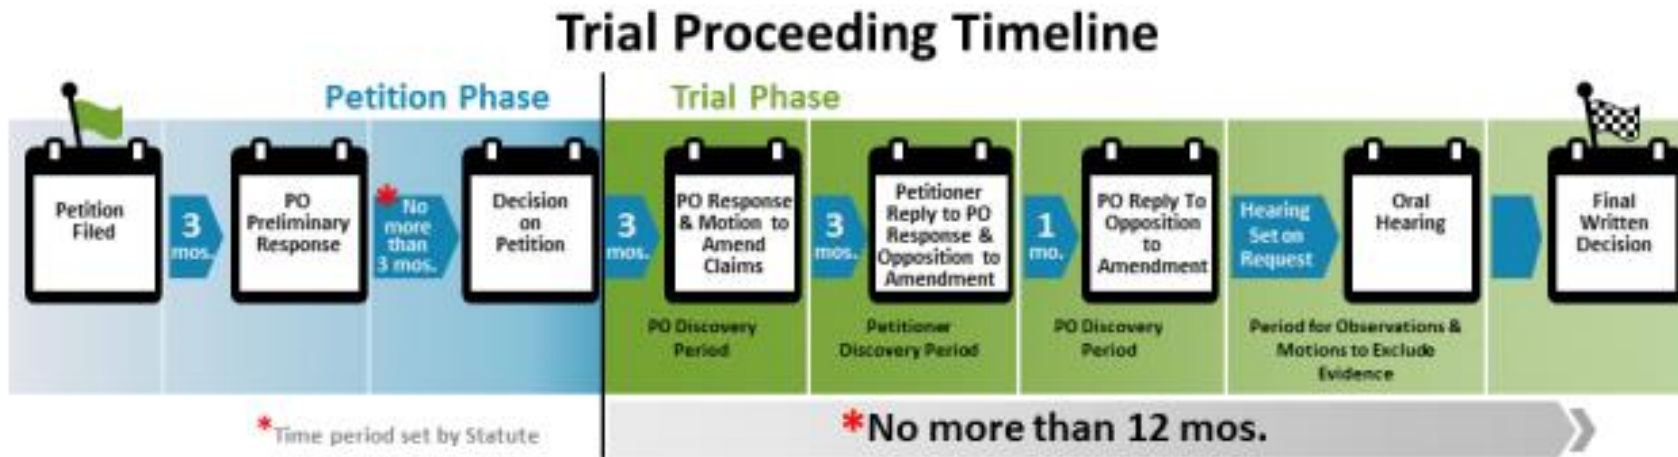 Trial Proceeding Timeline
Petition Phase
Trial Phase
Petition
Filed
3
mos.
PO
Preliminary
Response
*No
more
than
3 mos.
Decision
on
Petition
3
mos.
PO Response
& Motion to
Amend
Claims
3
mos.
Petitioner
Reply to PO
Response &
Opposition to
Amendment
1
mo.
PO Reply To
Opposition
to
Amendment
Hearing
Set on
Request
Oral
Hearing
Final
Written
Decision
PO Discovery
Period
Petitioner
Discovery Period
PO Discovery
Period
Period for Observations &
Motions to Exclude
Evidence
*Time period set by Statute
*No more than 12 mos.